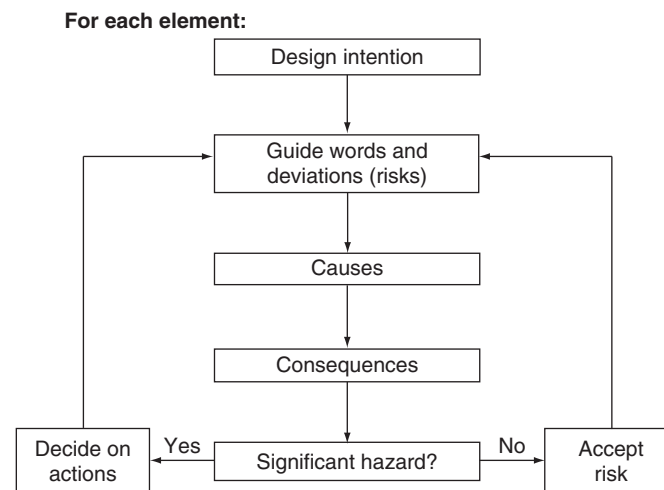 For each element:
Design intention
Guide words and
deviations (risks)
Causes
Consequences
Decide on
actions
Yes
Significant hazard?
No
Accept
risk